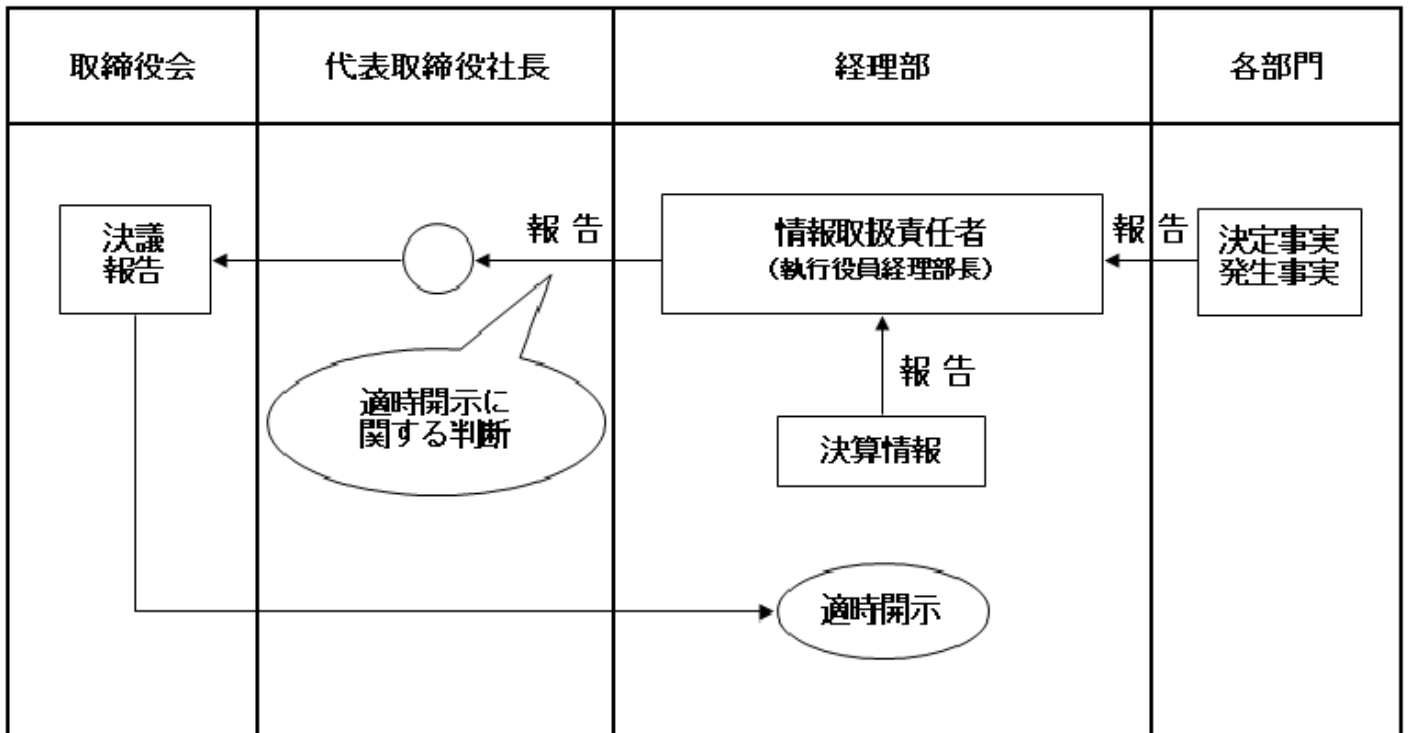 取締役会
代表取締役社長
経理部
各部門
決議
報告
報 告
情報取扱責任者
（執行役員経理部長）
報 告
決定事実
発生事実
報 告
適時開示に
関する判断
決算情報
適時開示